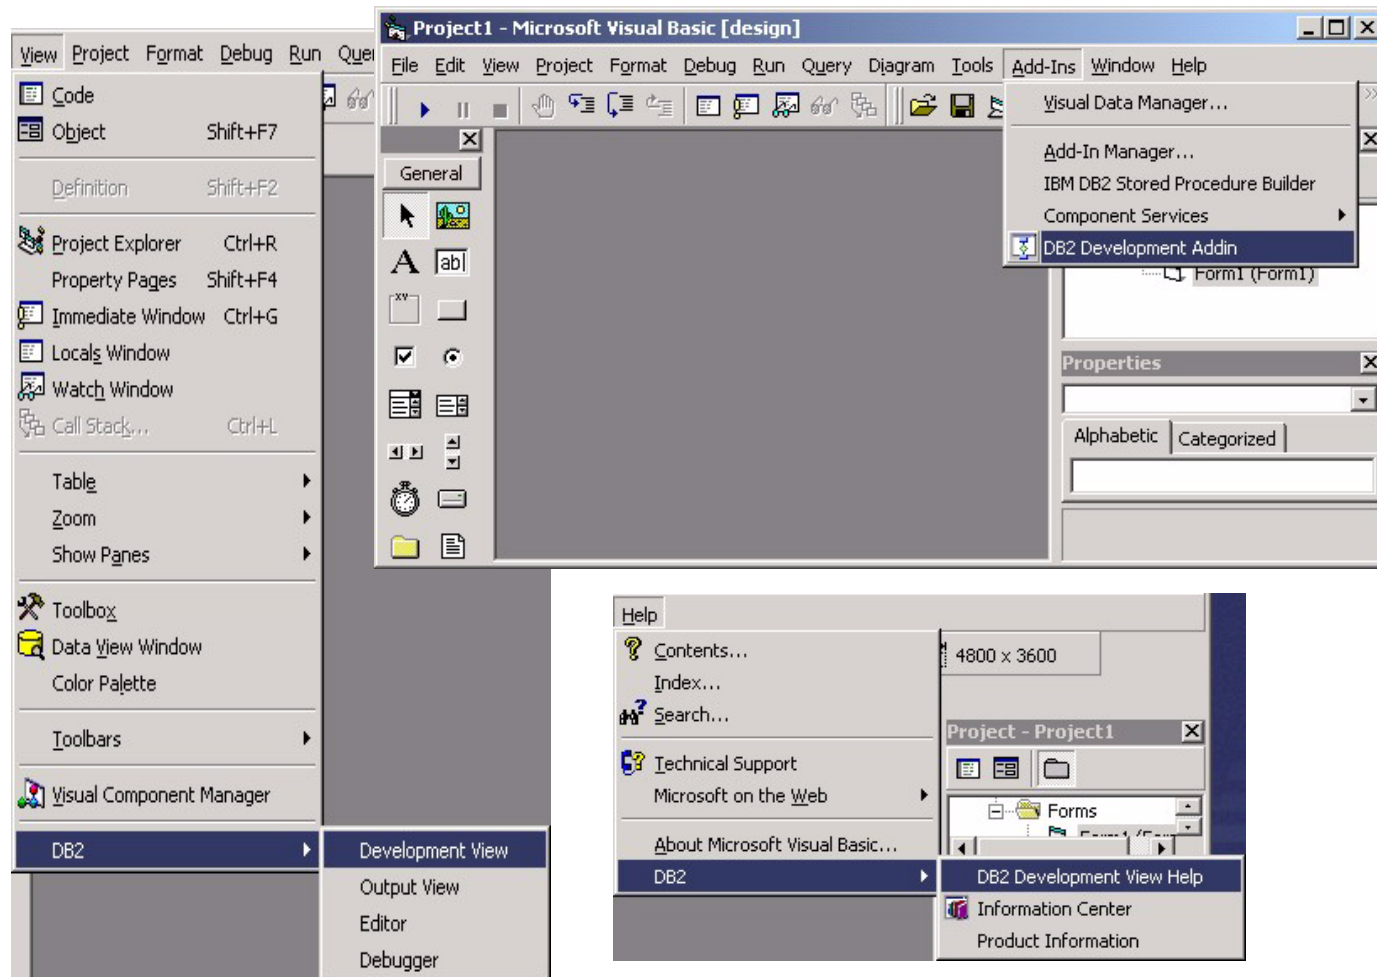 View Project Format Debug Run Que
Code
Object Shift+F7
Definition Shift+F2
Project Explorer Ctrl+R
Property Pages Shift+F4
Immediate Window Ctrl+G
Locals Window
Watch Window
Call Stack... Ctrl+L
Table
Zoom
Show Panes
Toolbox
Data View Window
Color Palette
Toolbars
Visual Component Manager
DB2
Development View
Output View
Editor
Debugger
Project1 - Microsoft Visual Basic [design]
File Edit View Project Format Debug Run Query Diagram Tools Add-Ins Window Help
Visual Data Manager...
Add-In Manager...
IBM DB2 Stored Procedure Builder
Component Services
DB2 Development Addin
General
A ab|
xv
Form1 (Form1)
Properties
Alphabetic Categorized
Help
Contents...
Index...
Search...
Technical Support
Microsoft on the Web
About Microsoft Visual Basic...
DB2
DB2 Development View Help
Information Center
Product Information
4800 x 3600
Project - Project1
Forms